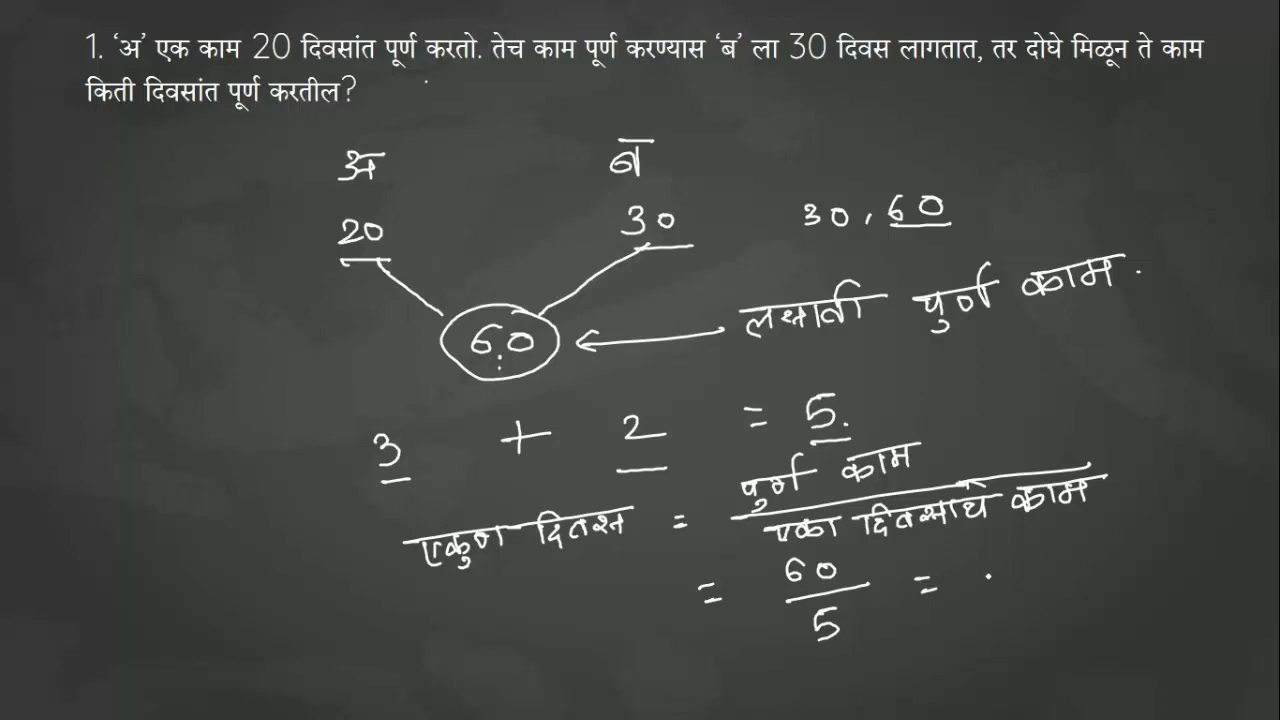 1. ‘अ’ एक काम 20 दिवसांत पूर्ण करतो. तेच काम पूर्ण करण्यास ‘ब’ ला 30 दिवस लागतात, तर दोघे मिळून ते काम
किती दिवसांत पूर्ण करतील?
अ ब
20 30 30, 60
60 ← लसावी पुर्ण काम.
3 + 2 = 5.
एकुण दिवस = पुर्ण काम
एका दिवसाचे काम
= 60 =
5